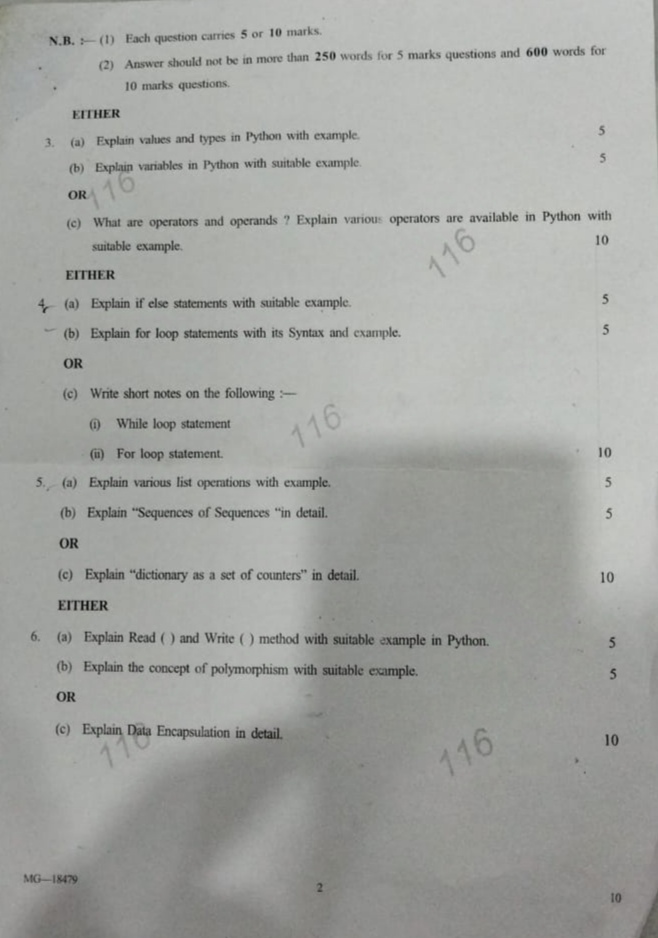 N.B. :— (1) Each question carries 5 or 10 marks.
(2) Answer should not be in more than 250 words for 5 marks questions and 600 words for
10 marks questions.
EITHER
3. (a) Explain values and types in Python with example. 5
(b) Explain variables in Python with suitable example. 5
OR
116
(c) What are operators and operands ? Explain various operators are available in Python with
suitable example. 10
116
EITHER
4. (a) Explain if else statements with suitable example. 5
(b) Explain for loop statements with its Syntax and example. 5
OR
(c) Write short notes on the following :—
(i) While loop statement
116
(ii) For loop statement. 10
5. (a) Explain various list operations with example. 5
(b) Explain "Sequences of Sequences "in detail. 5
OR
(c) Explain "dictionary as a set of counters" in detail. 10
EITHER
6. (a) Explain Read ( ) and Write ( ) method with suitable example in Python. 5
(b) Explain the concept of polymorphism with suitable example. 5
OR
(c) Explain Data Encapsulation in detail. 10
116
116
MG—18479
2
10